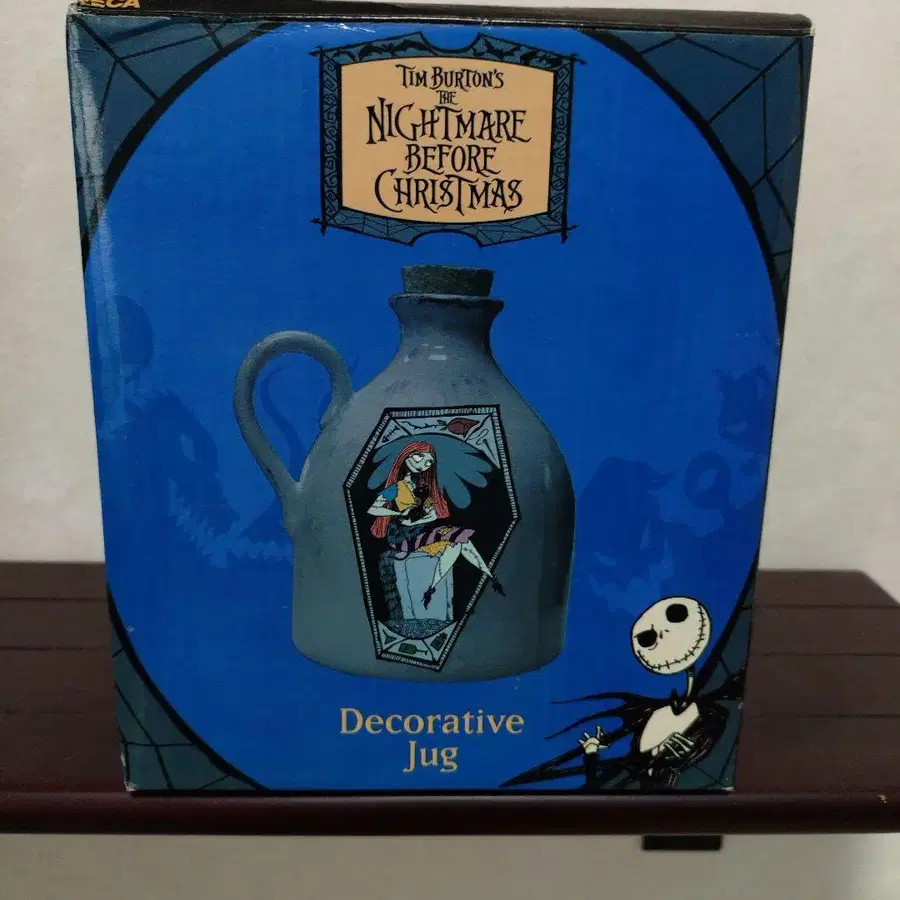 TIM BURTON'S
THE
NIGHTMARE
BEFORE
CHRISTMAS
Decorative
Jug